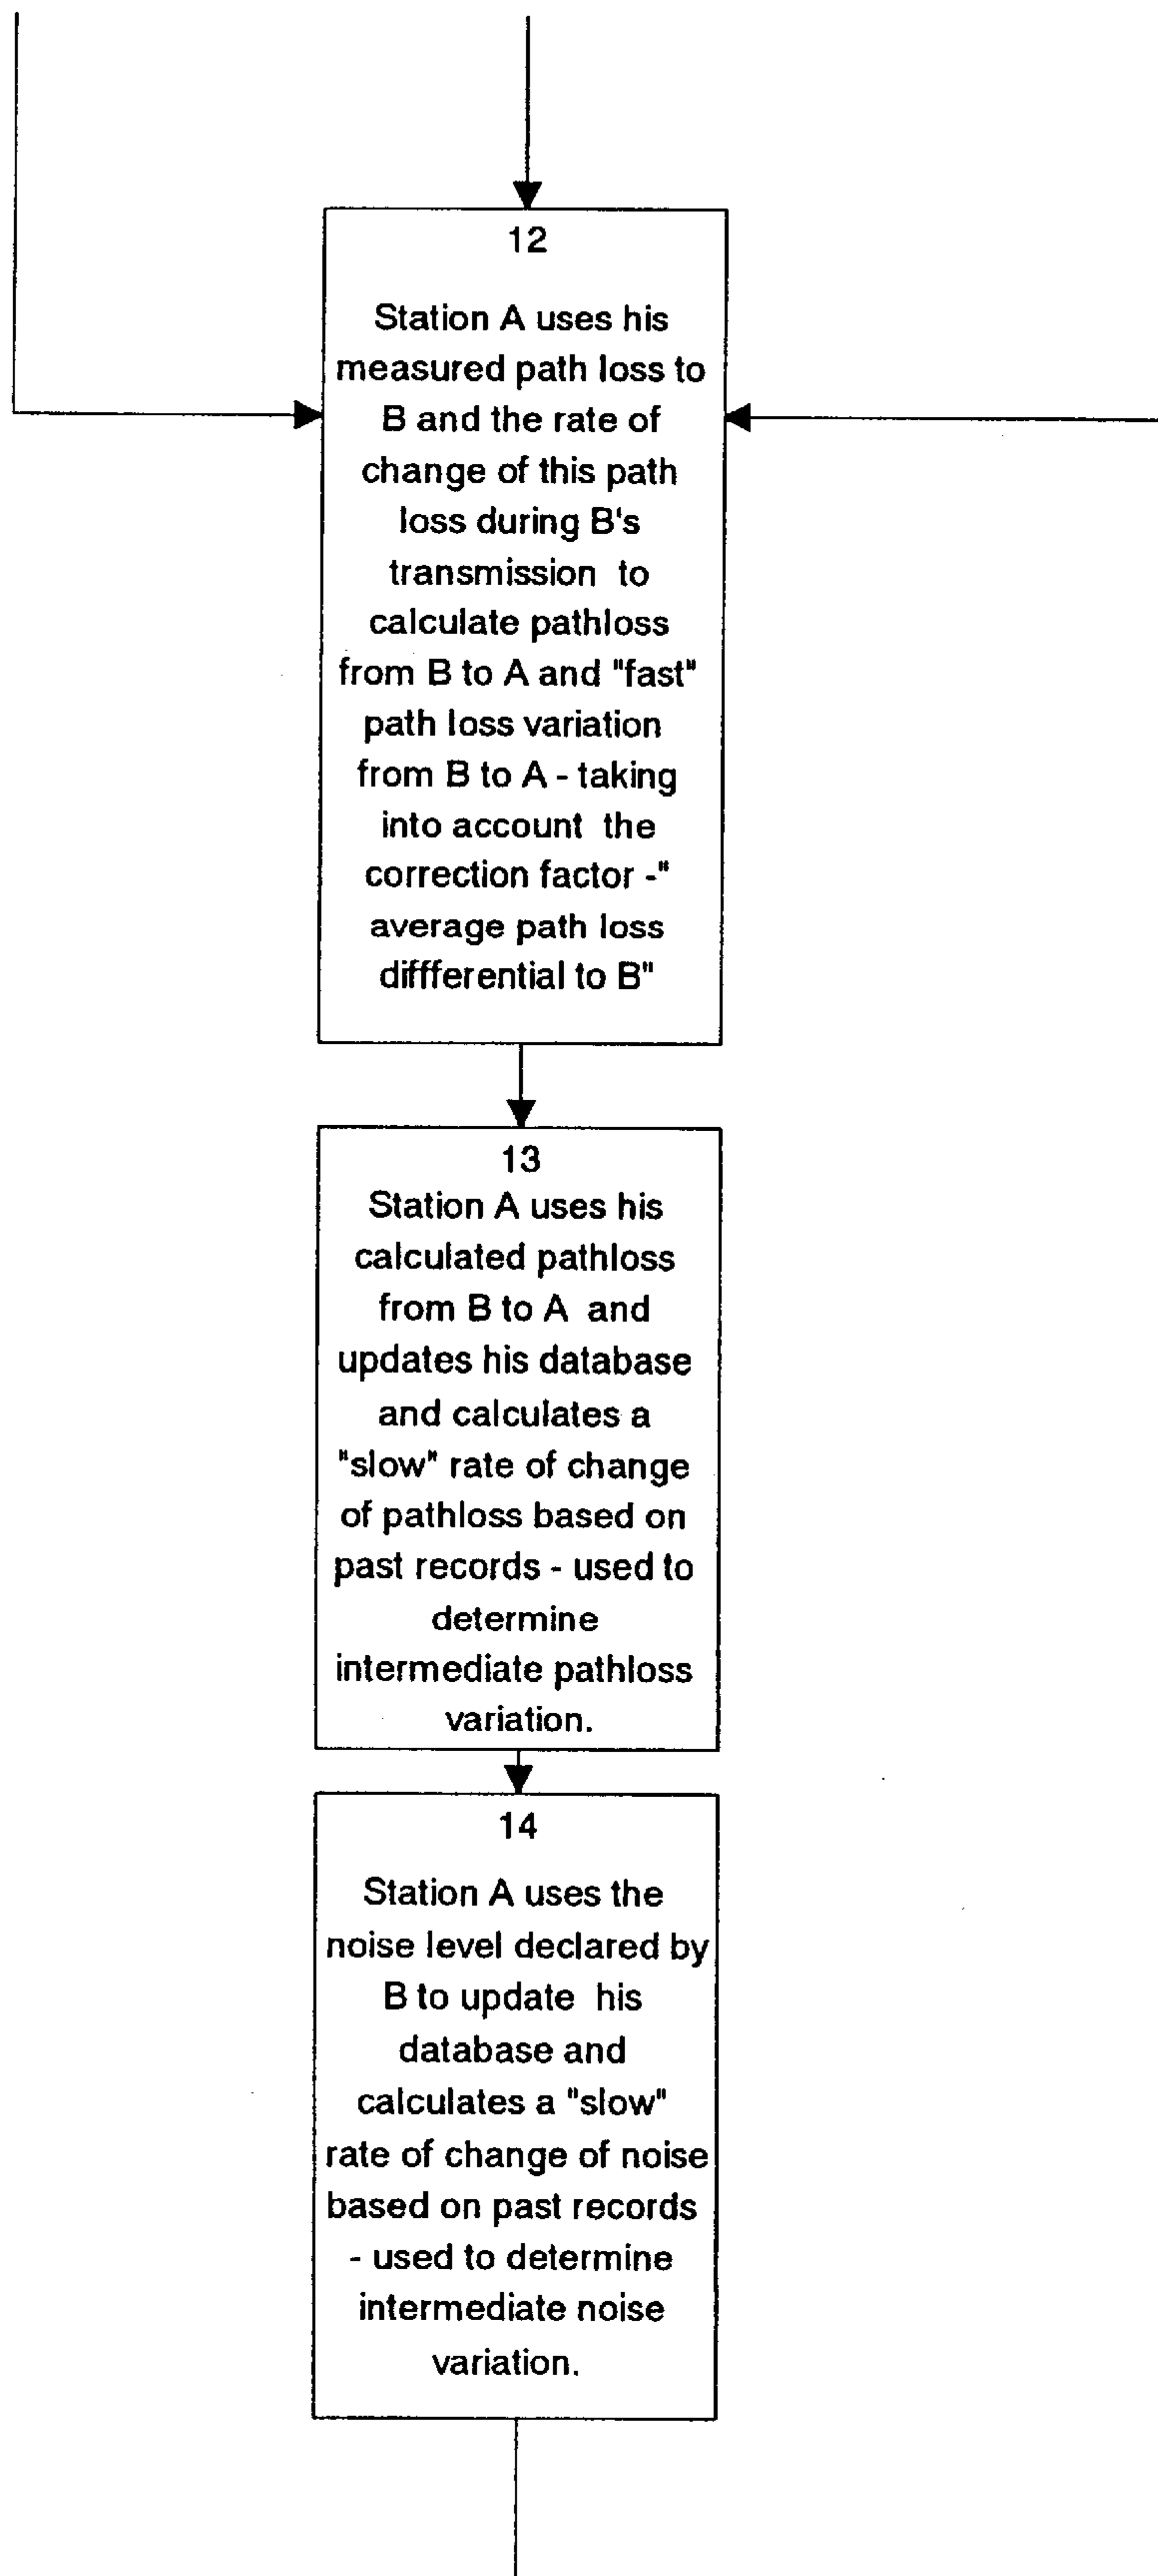 12
Station A uses his
measured path loss to
B and the rate of
change of this path
loss during B's
transmission to
calculate pathloss
from B to A and "fast"
path loss variation
from B to A - taking
into account the
correction factor -"
average path loss
diffferential to B"
13
Station A uses his
calculated pathloss
from B to A and
updates his database
and calculates a
"slow" rate of change
of pathloss based on
past records - used to
determine
intermediate pathloss
variation.
14
Station A uses the
noise level declared by
B to update his
database and
calculates a "slow"
rate of change of noise
based on past records
- used to determine
intermediate noise
variation.